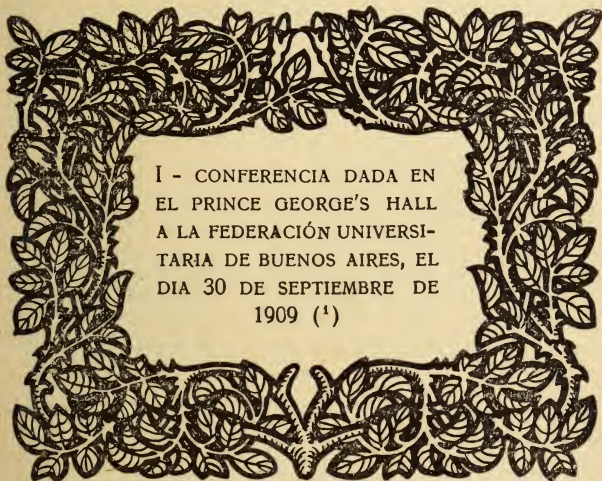 I - CONFERENCIA DADA EN
EL PRINCE GEORGE'S HALL
A LA FEDERACIÓN UNIVERSI-
TARIA DE BUENOS AIRES, EL
DIA 30 DE SEPTIEMBRE DE
1909 (¹)